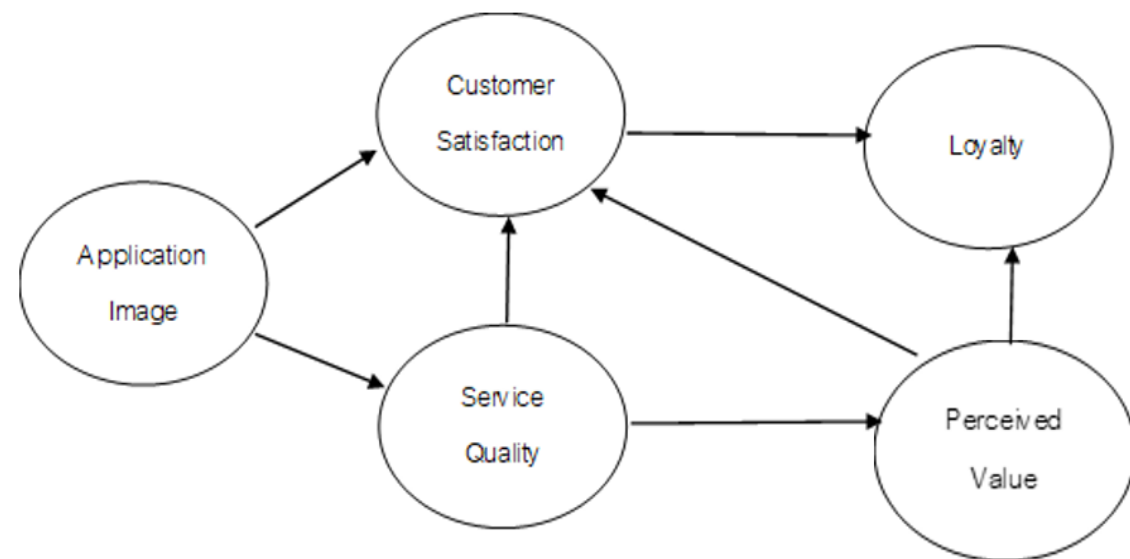 Customer
Satisfaction
Loyalty
Application
Image
Service
Quality
Perceived
Value